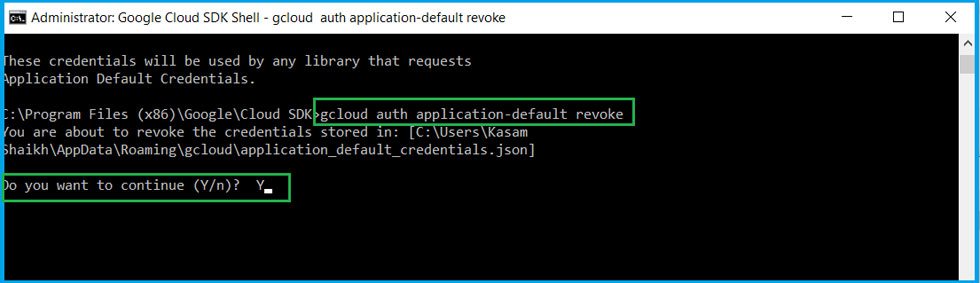 Administrator: Google Cloud SDK Shell - gcloud  auth application-default revoke
These credentials will be used by any library that requests
Application Default Credentials.
C:\Program Files (x86)\Google\Cloud SDK>gcloud auth application-default revoke
You are about to revoke the credentials stored in: [C:\Users\Kasam
Shaikh\AppData\Roaming\gcloud\application_default_credentials.json]
Do you want to continue (Y/n)?  Y